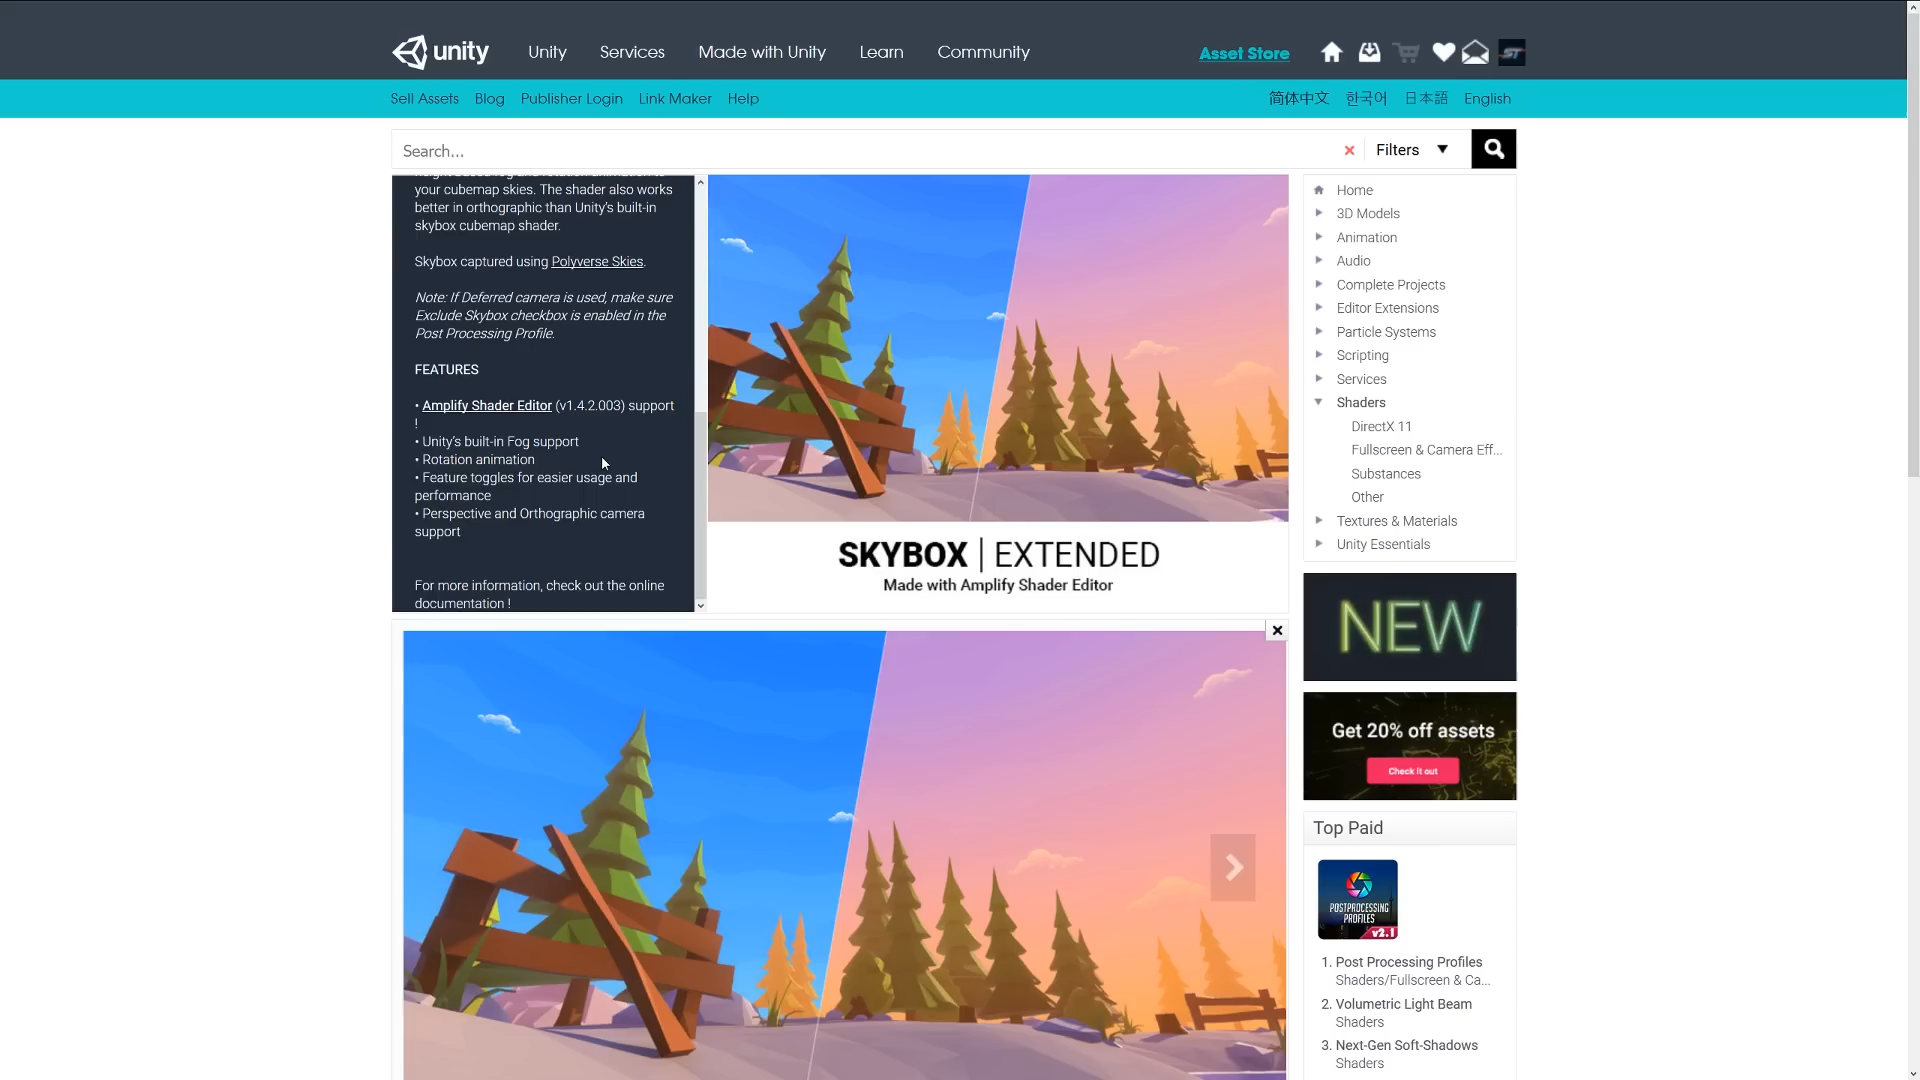 unity
Unity Services Made with Unity Learn Community
Asset Store
ST
Sell Assets Blog Publisher Login Link Maker Help
简体中文 한국어 日本語 English
Search...
Filters
your cubemap skies. The shader also works
better in orthographic than Unity's built-in
skybox cubemap shader.
Skybox captured using Polyverse Skies.
Note: If Deferred camera is used, make sure
Exclude Skybox checkbox is enabled in the
Post Processing Profile.
FEATURES
• Amplify Shader Editor (v1.4.2.003) support
!
• Unity's built-in Fog support
• Rotation animation
• Feature toggles for easier usage and
performance
• Perspective and Orthographic camera
support
For more information, check out the online
documentation !
SKYBOX | EXTENDED
Made with Amplify Shader Editor
Home
3D Models
Animation
Audio
Complete Projects
Editor Extensions
Particle Systems
Scripting
Services
Shaders
DirectX 11
Fullscreen & Camera Eff...
Substances
Other
Textures & Materials
Unity Essentials
NEW
Get 20% off assets
Check it out
Top Paid
POSTPROCESSING
PROFILES
v2.1
1. Post Processing Profiles
Shaders/Fullscreen & Ca...
2. Volumetric Light Beam
Shaders
3. Next-Gen Soft-Shadows
Shaders